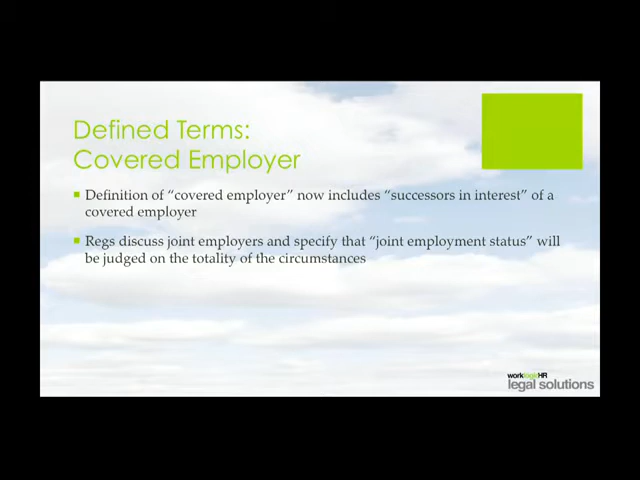 Defined Terms:
Covered Employer
Definition of “covered employer” now includes “successors in interest” of a
covered employer
Regs discuss joint employers and specify that “joint employment status” will
be judged on the totality of the circumstances
worklogicHR
legal solutions